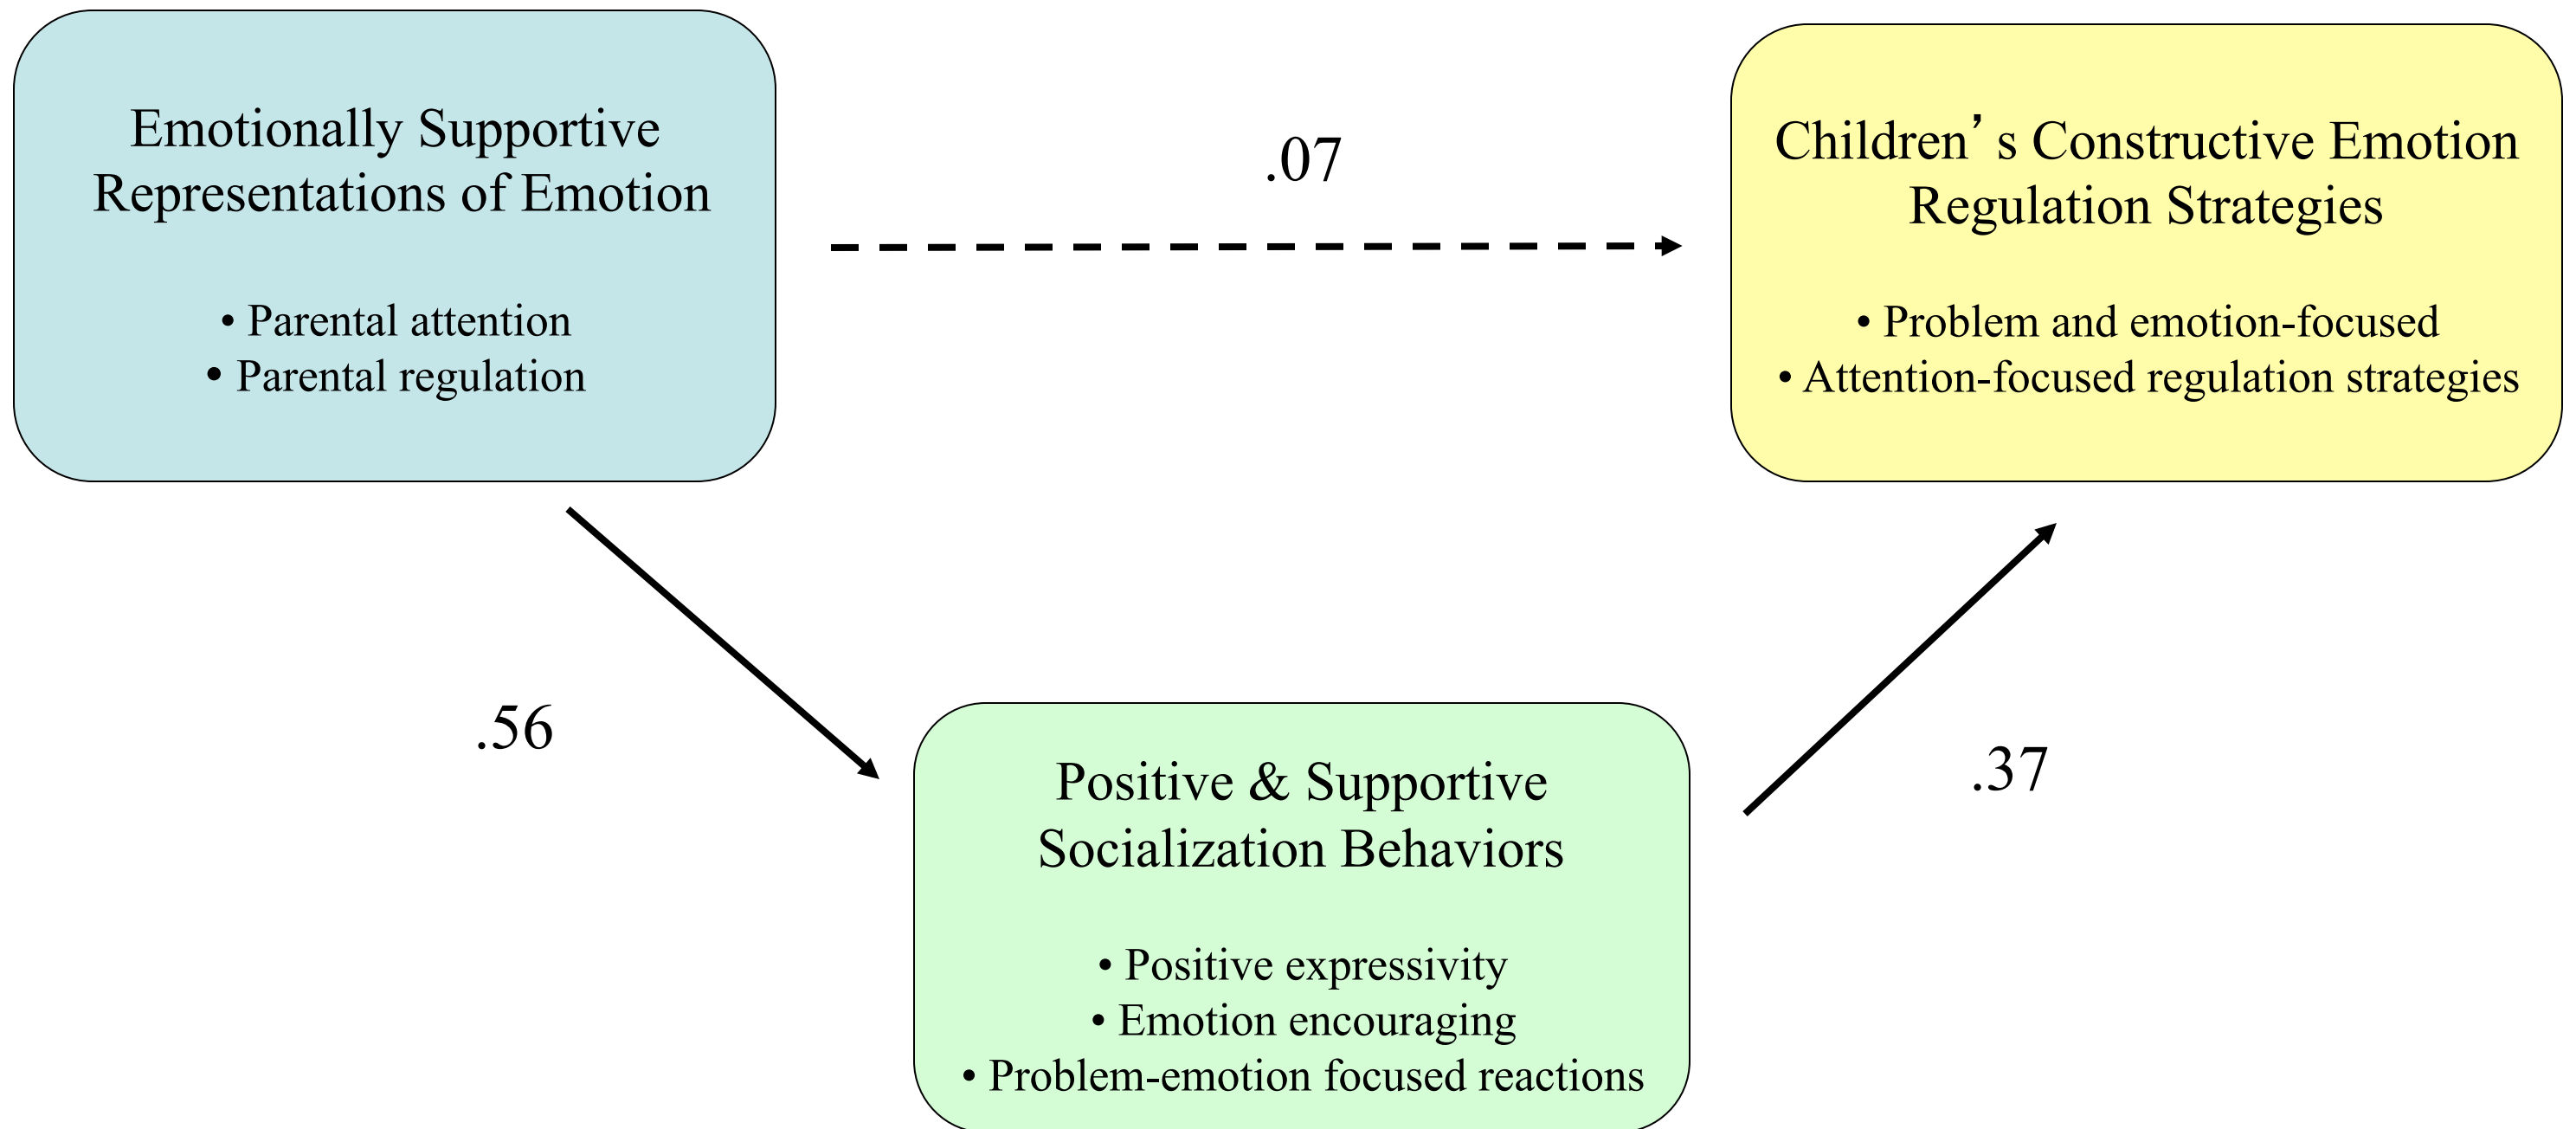 Emotionally Supportive
Representations of Emotion
• Parental attention
• Parental regulation
.07
Children’s Constructive Emotion
Regulation Strategies
• Problem and emotion-focused
• Attention-focused regulation strategies
.56
Positive & Supportive
Socialization Behaviors
• Positive expressivity
• Emotion encouraging
• Problem-emotion focused reactions
.37